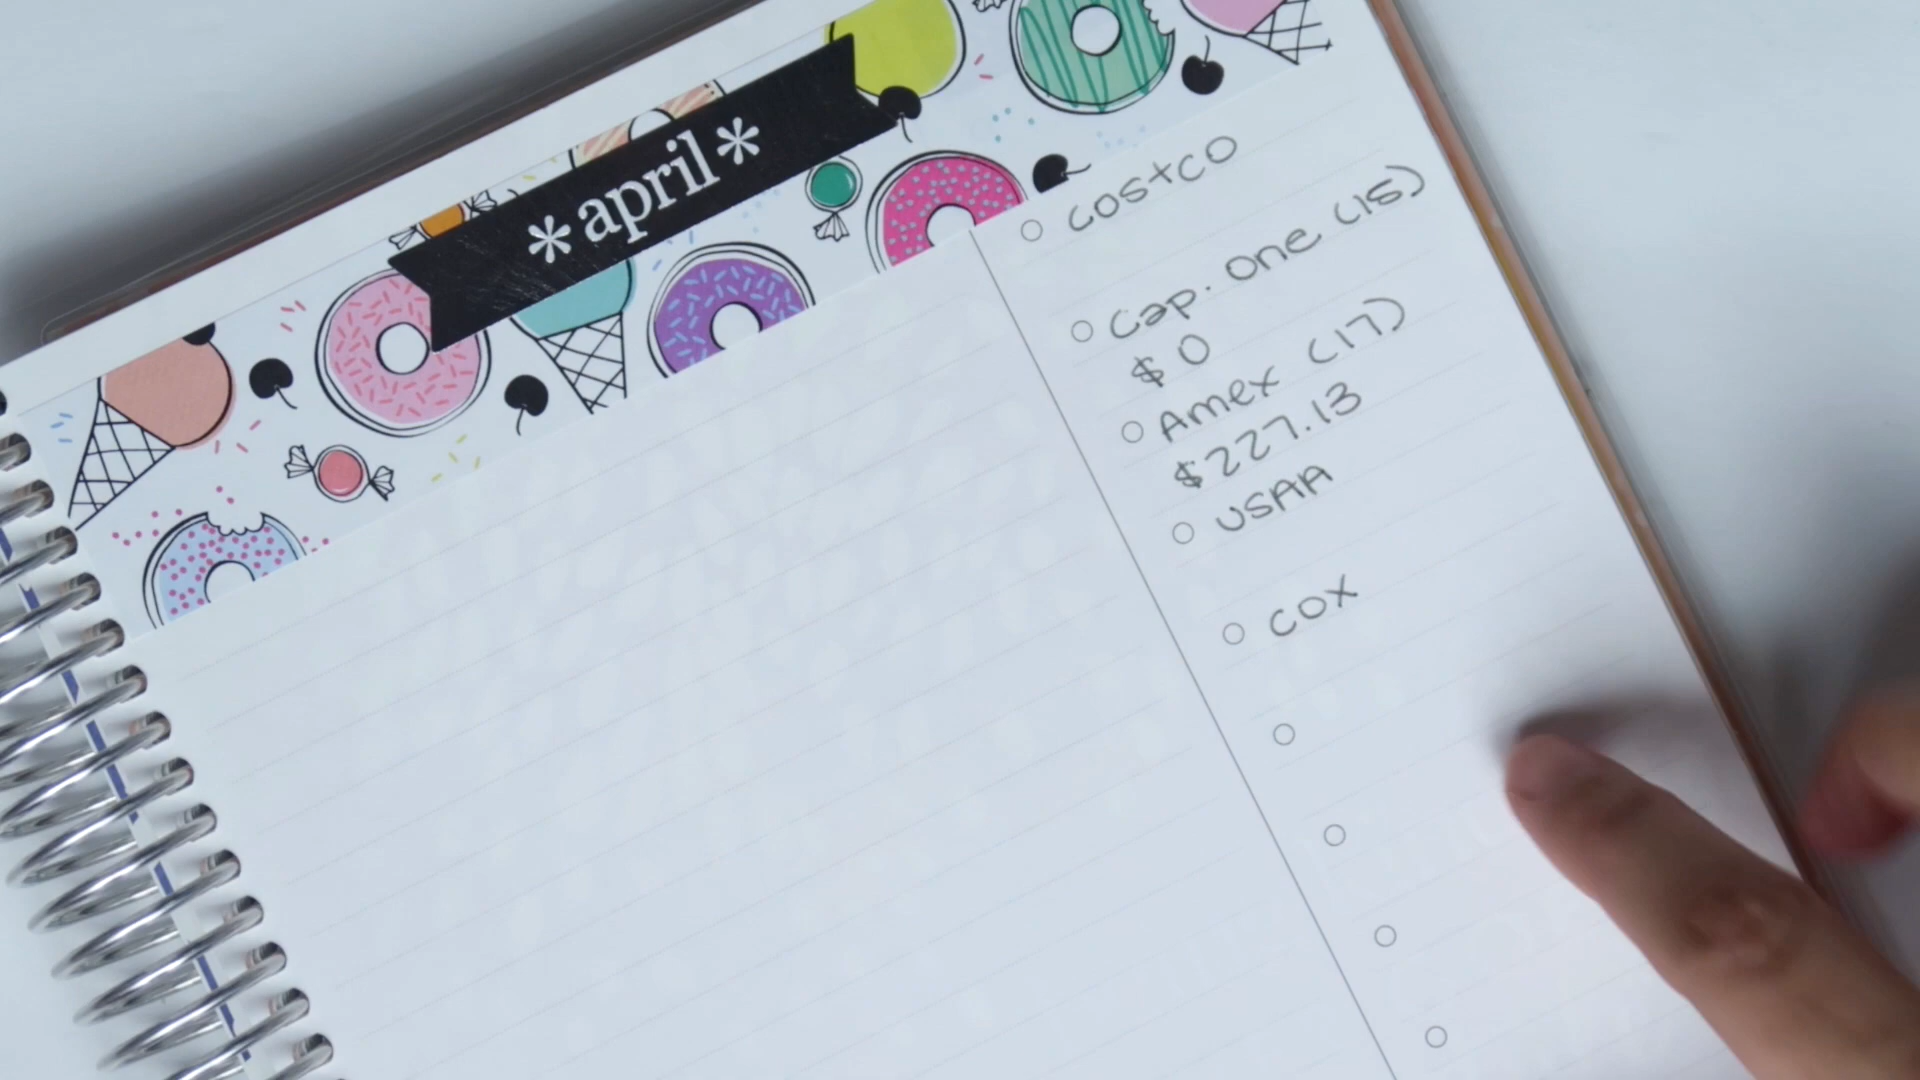 *april*
costco
Cap. One (15)
$0
Amex (17)
$227.13
USAA
cox